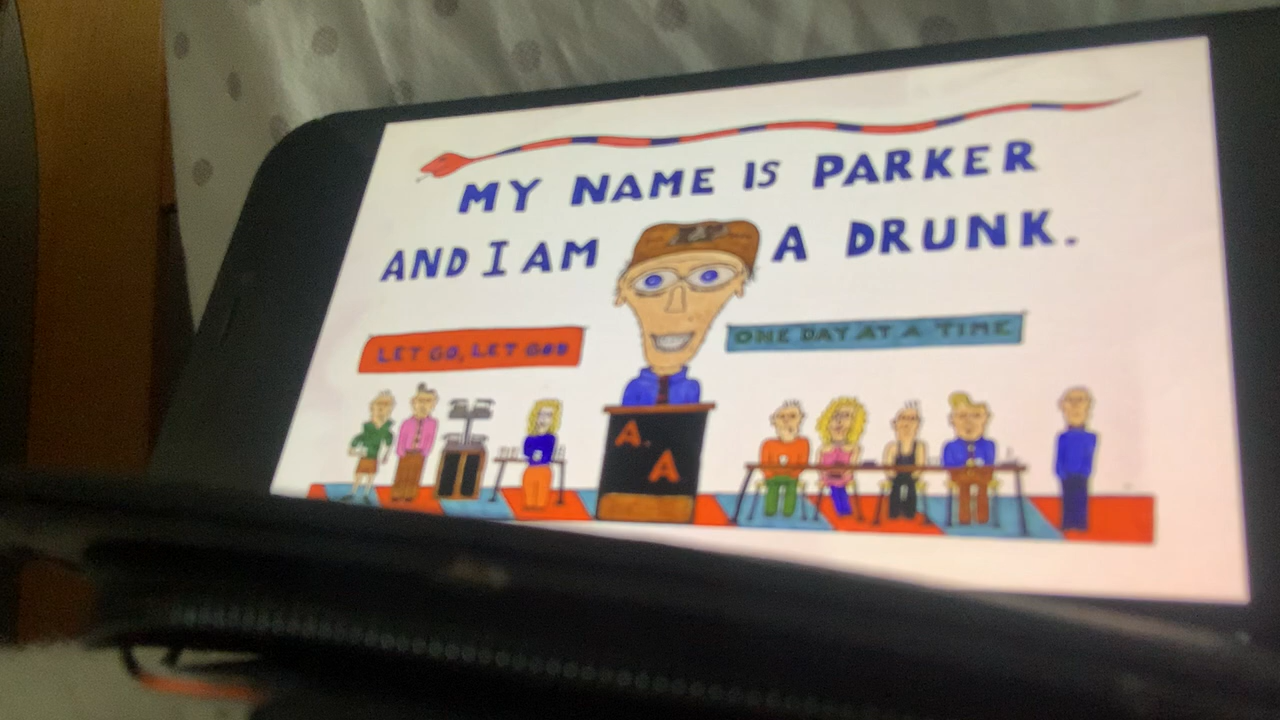 MY NAME IS PARKER
AND I AM A DRUNK.
LET GO, LET GOD
ONE DAY AT A TIME
A.
A